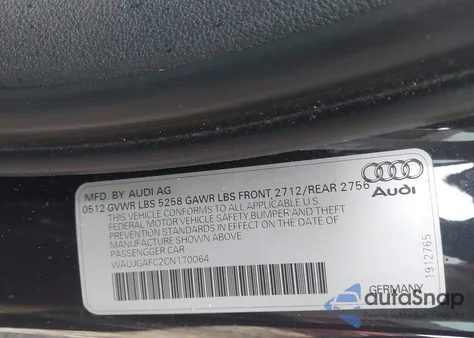 MFD. BY AUDI AG
0512 GVWR LBS 5258 GAWR LBS FRONT 2712/REAR 2756
THIS VEHICLE CONFORMS TO ALL APPLICABLE
FEDERAL MOTOR VEHICLE SAFETY BUMPER AND THEFT
PREVENTION STANDARDS IN EFFECT ON THE DATE
OF MANUFACTURE SHOWN ABOVE
PASSENGER CAR
WAUJGAFC2CN170064
Audi
1912765
GERMANY
autoSnap